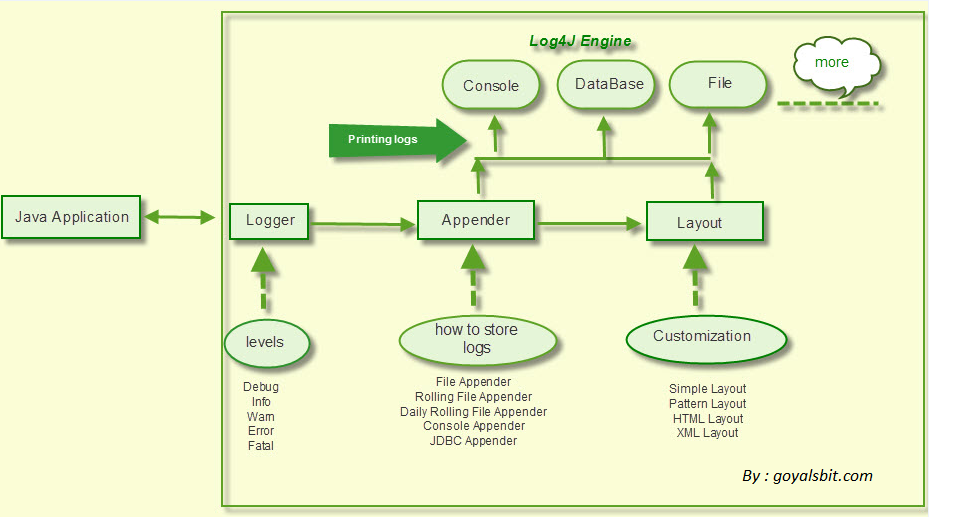 Log4J Engine
Console
DataBase
File
more
Printing logs
Java Application
Logger
Appender
Layout
levels
how to store
logs
Customization
Debug
Info
Warn
Error
Fatal
File Appender
Rolling File Appender
Daily Rolling File Appender
Console Appender
JDBC Appender
Simple Layout
Pattern Layout
HTML Layout
XML Layout
By : goyalsbit.com